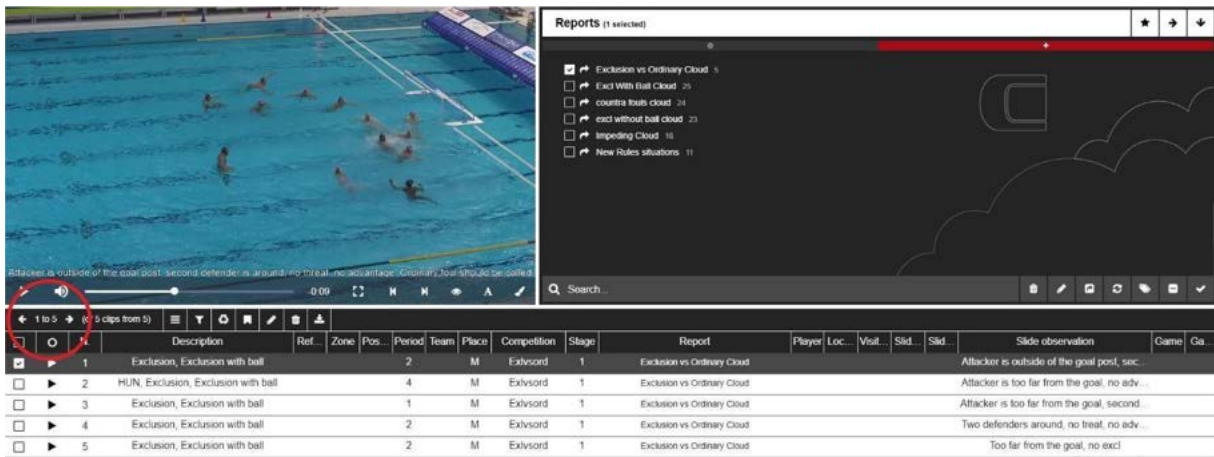 Reports (1 selected)
Exclusion vs Ordinary Cloud 5
Excl With Ball Cloud 25
countra fouls cloud 24
excl without ball cloud 23
Impeding Cloud 16
New Rules situations 11
Attacker is outside of the goal post, second defender is around, no threat, no advantage. Ordinary foul should be called
-0:09
A
Search...
1 to 5 (of 5 clips from 5)
Description Ref... Zone Pos... Period Team Place Competition Stage Report Player Loc... Visit... Slid... Slid... Slide observation Game Ga...
1 Exclusion, Exclusion with ball 2 M Exlvsord 1 Exclusion vs Ordinary Cloud Attacker is outside of the goal post, sec...
2 HUN, Exclusion, Exclusion with ball 4 M Exlvsord 1 Exclusion vs Ordinary Cloud Attacker is too far from the goal, no adv...
3 Exclusion, Exclusion with ball 1 M Exlvsord 1 Exclusion vs Ordinary Cloud Attacker is too far from the goal, second...
4 Exclusion, Exclusion with ball 2 M Exlvsord 1 Exclusion vs Ordinary Cloud Two defenders around, no treat, no adv...
5 Exclusion, Exclusion with ball 2 M Exlvsord 1 Exclusion vs Ordinary Cloud Too far from the goal, no excl